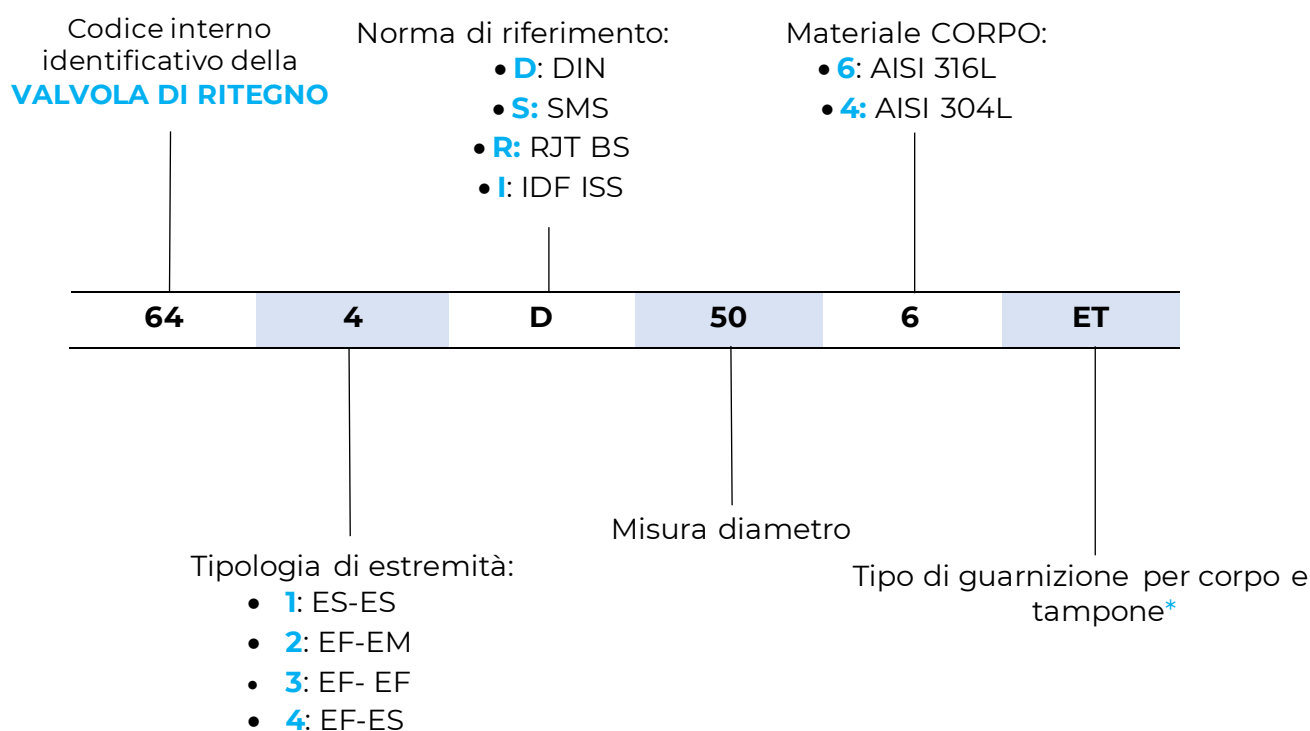 Codice interno
identificativo della
VALVOLA DI RITEGNO
Norma di riferimento:
• D: DIN
• S: SMS
• R: RJT BS
• I: IDF ISS
Materiale CORPO:
• 6: AISI 316L
• 4: AISI 304L
64 4 D 50 6 ET
Tipologia di estremità:
• 1: ES-ES
• 2: EF-EM
• 3: EF- EF
• 4: EF-ES
Misura diametro
Tipo di guarnizione per corpo e
tampone*